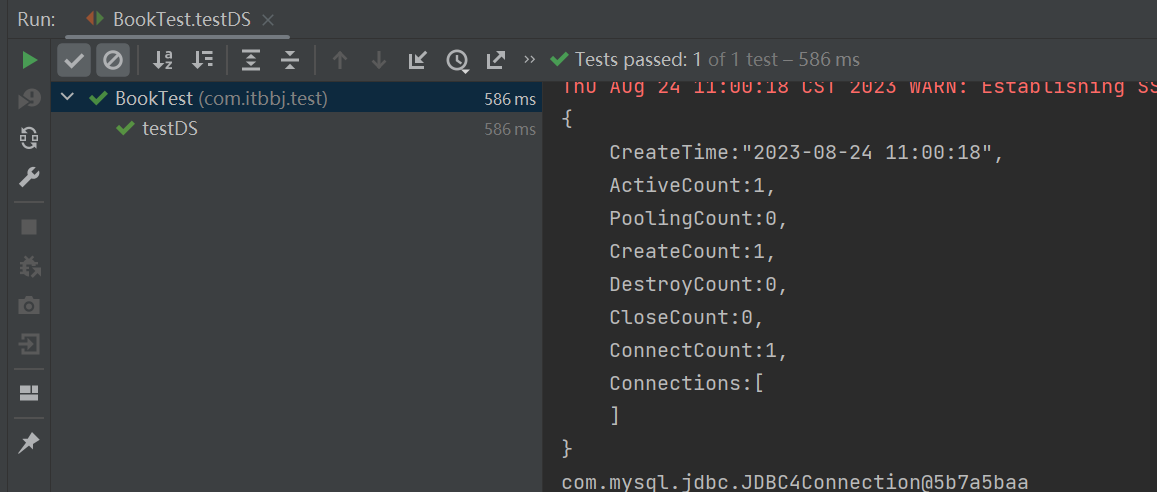 Run: BookTest.testDS
Tests passed: 1 of 1 test – 586 ms
BookTest (com.itbbj.test) 586 ms
testDS 586 ms
Thu Aug 24 11:00:18 CST 2023 WARN: Establishing SS
{
CreateTime:"2023-08-24 11:00:18",
ActiveCount:1,
PoolingCount:0,
CreateCount:1,
DestroyCount:0,
CloseCount:0,
ConnectCount:1,
Connections:[
]
}
com.mysql.jdbc.JDBC4Connection@5b7a5baa